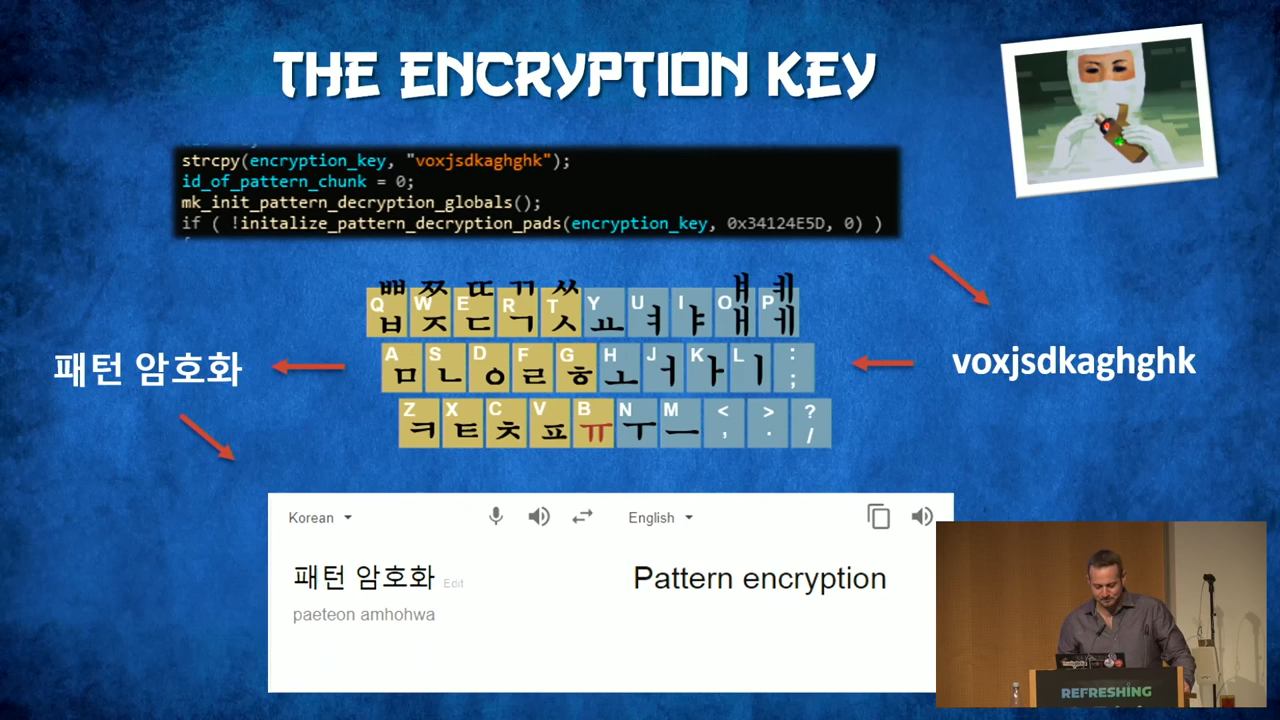 THE ENCRYPTION KEY
strcpy(encryption_key, "voxjsdkaghghk");
id_of_pattern_chunk = 0;
mk_init_pattern_decryption_globals();
if ( !initalize_pattern_decryption_pads(encryption_key, 0x34124E5D, 0) )
ㅃ ㅉ ㄸ ㄲ ㅆ ㅒ ㅖ
Q W E R T Y U I O P
ㅂ ㅈ ㄷ ㄱ ㅅ ㅛ ㅕ ㅑ ㅐ ㅔ
A S D F G H J K L : ;
ㅁ ㄴ ㅇ ㄹ ㅎ ㅗ ㅓ ㅏ ㅣ
Z X C V B N M < , > . ? /
ㅋ ㅌ ㅊ ㅍ ㅠ ㅜ ㅡ
패턴 암호화
voxjsdkaghghk
Korean
English
패턴 암호화 Edit
paeteon amhohwa
Pattern encryption
REFRESHING